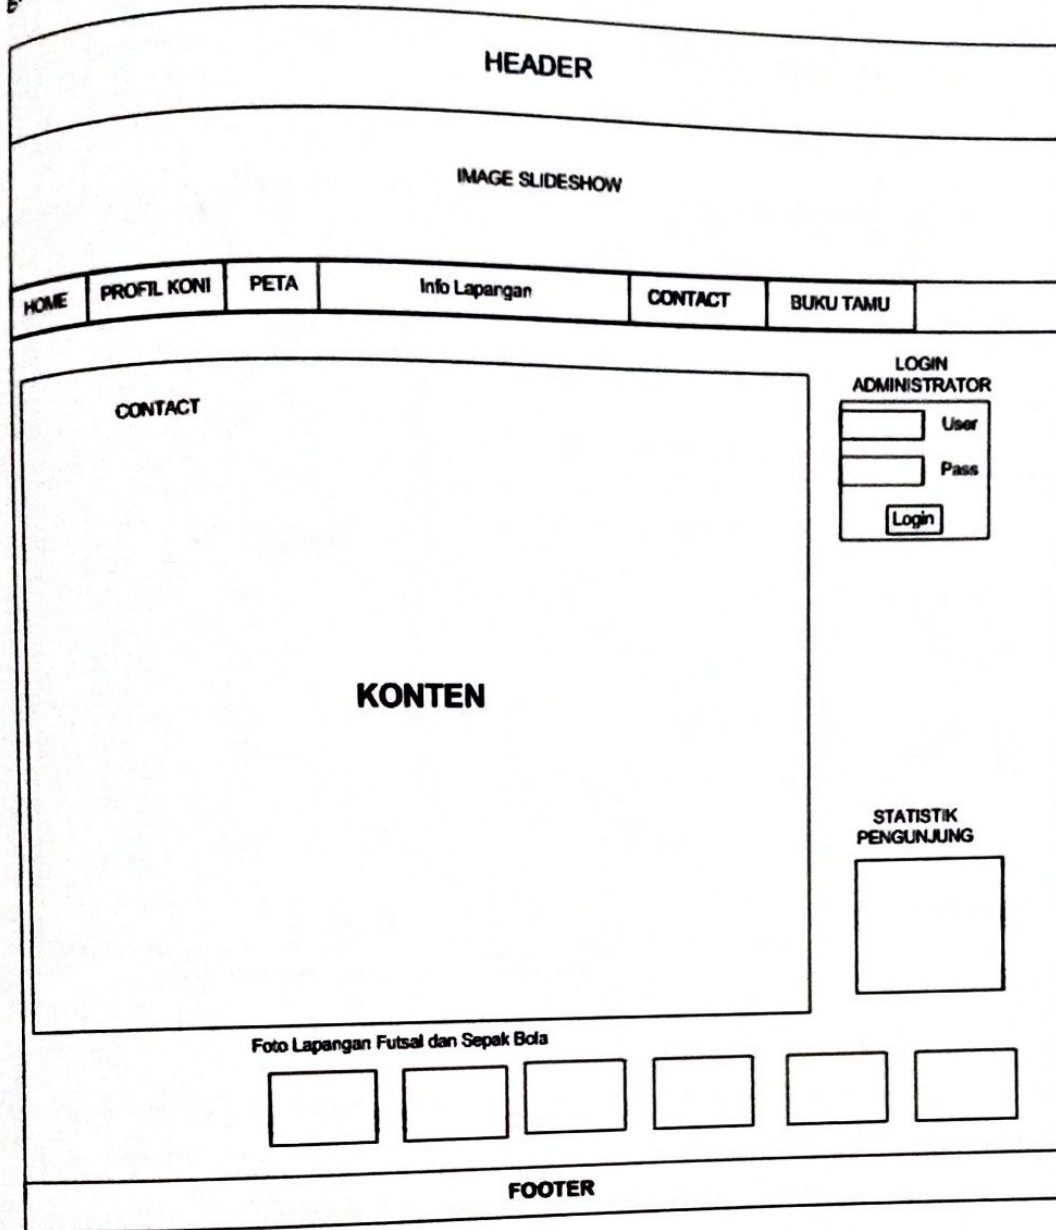 HEADER
IMAGE SLIDESHOW
HOME
PROFIL KONI
PETA
Info Lapangan
CONTACT
BUKU TAMU
LOGIN
ADMINISTRATOR
User
Pass
Login
CONTACT
KONTEN
STATISTIK
PENGUNJUNG
Foto Lapangan Futsal dan Sepak Bola
FOOTER